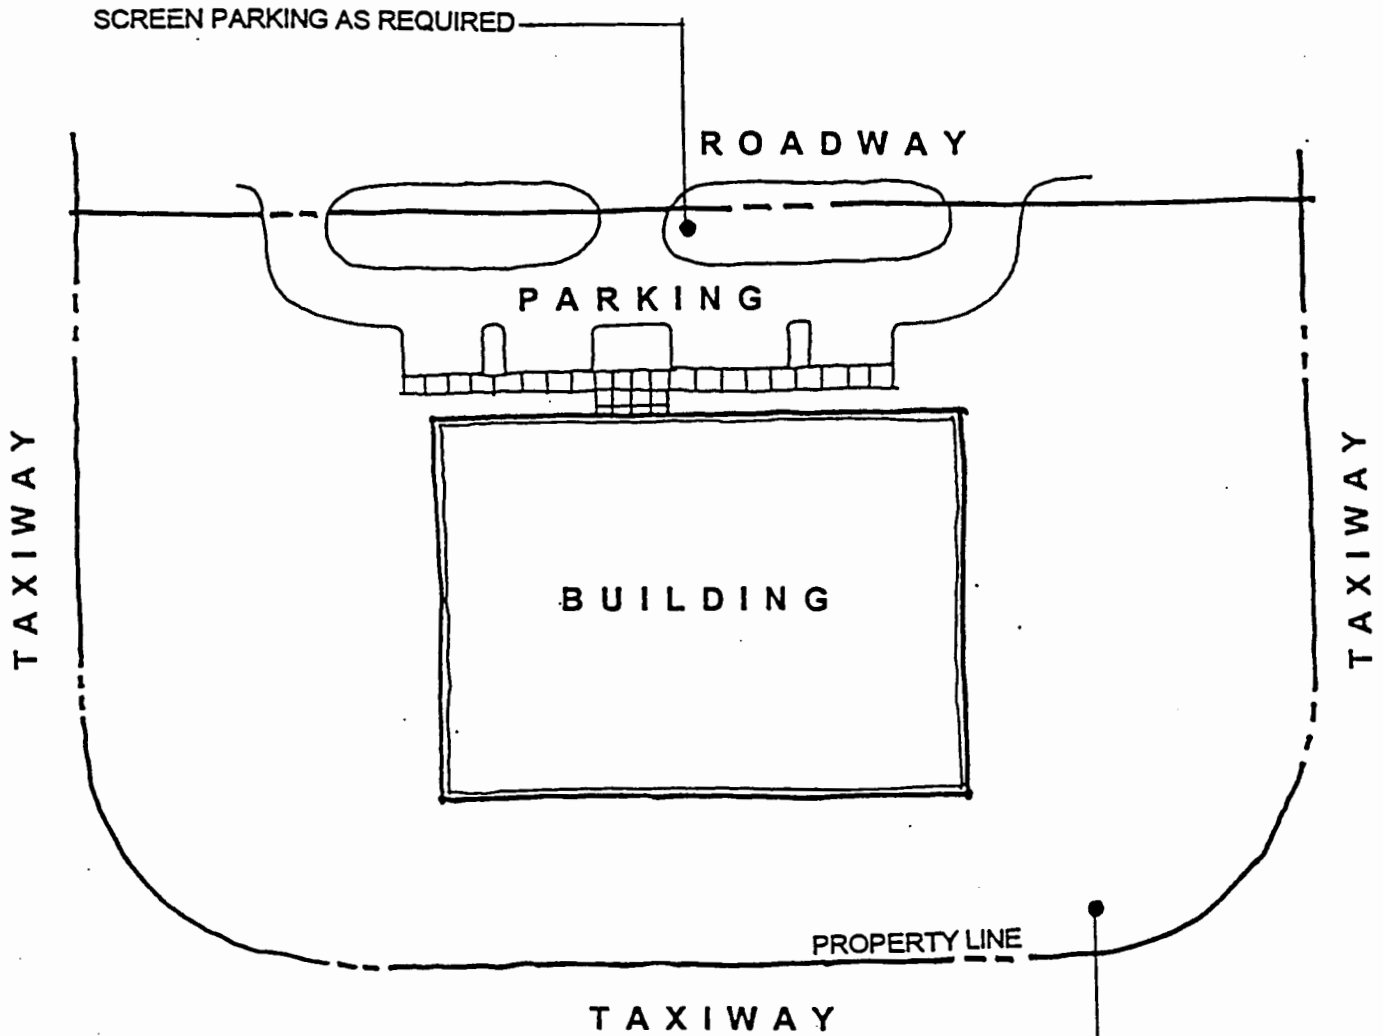 SCREEN PARKING AS REQUIRED
ROADWAY
PARKING
TAXIWAY
TAXIWAY
BUILDING
PROPERTY LINE
TAXIWAY